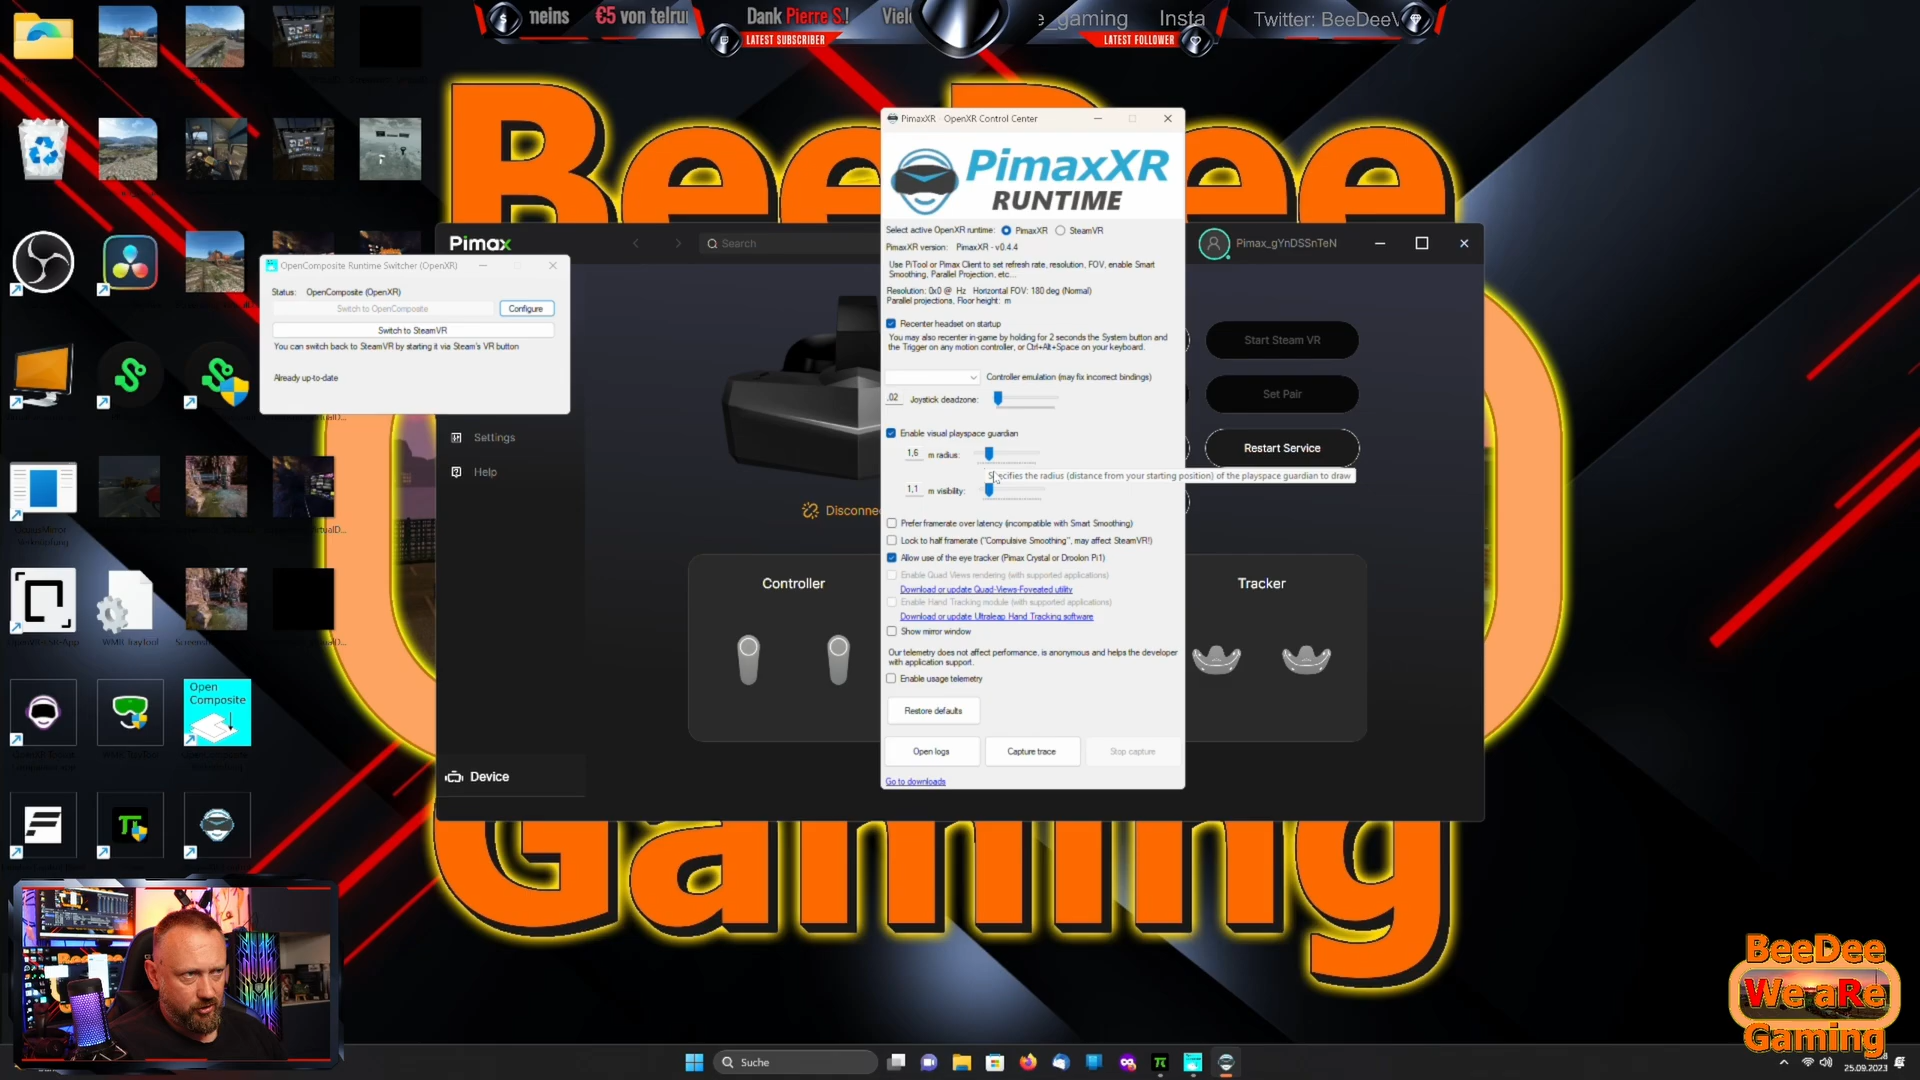 meins
€5 von telru
Dank Pierre S.!
LATEST SUBSCRIBER
e_gaming
Insta
LATEST FOLLOWER
Twitter: BeeDee
BeeDee
Gaming
Pimax
Search
Pimax_gYnDSSnTeN
Start Steam VR
Set Pair
Restart Service
Settings
Help
Disconne
Controller
Tracker
Device
OpenComposite Runtime Switcher (OpenXR)
Status: OpenComposite (OpenXR)
Switch to OpenComposite
Configure
Switch to SteamVR
You can switch back to SteamVR by starting it via Steam's VR button
Already up-to-date
PimaxXR - OpenXR Control Center
PimaxXR
RUNTIME
Select active OpenXR runtime: PimaxXR SteamVR
PimaxXR version: PimaxXR - v0.4.4
Use PiTool or Pimax Client to set refresh rate, resolution, FOV, enable Smart
Smoothing, Parallel Projection, etc...
Resolution: 0x0 @ Hz Horizontal FOV: 180 deg (Normal)
Parallel projections, Floor height: m
Recenter headset on startup
You may also recenter in-game by holding for 2 seconds the System button and
the Trigger on any motion controller, or Ctrl+Alt+Space on your keyboard.
Controller emulation (may fix incorrect bindings)
.02 Joystick deadzone:
Enable visual playspace guardian
1,6 m radius:
Specifies the radius (distance from your starting position) of the playspace guardian to draw
1,1 m visibility:
Prefer framerate over latency (incompatible with Smart Smoothing)
Lock to half framerate ("Compulsive Smoothing", may affect SteamVR!)
Allow use of the eye tracker (Pimax Crystal or Droolon Pi1)
Enable Quad Views rendering (with supported applications)
Download or update Quad-Views-Foveated utility
Enable Hand Tracking module (with supported applications)
Download or update Ultraleap Hand Tracking software
Show mirror window
Our telemetry does not affect performance, is anonymous and helps the developer
with application support.
Enable usage telemetry
Restore defaults
Open logs
Capture trace
Stop capture
Go to downloads
WMRTrayTool
Open
Composite
Suche
25.09.2023
BeeDee
We aRe
Gaming